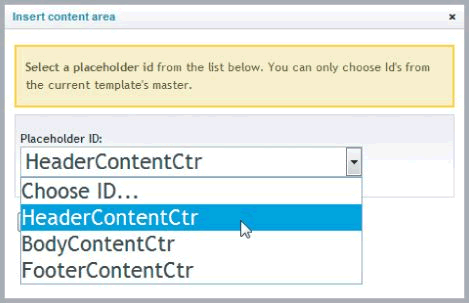 Insert content area
Select a placeholder id from the list below. You can only choose Id's from
the current template's master.
Placeholder ID:
HeaderContentCtr
Choose ID...
HeaderContentCtr
BodyContentCtr
FooterContentCtr